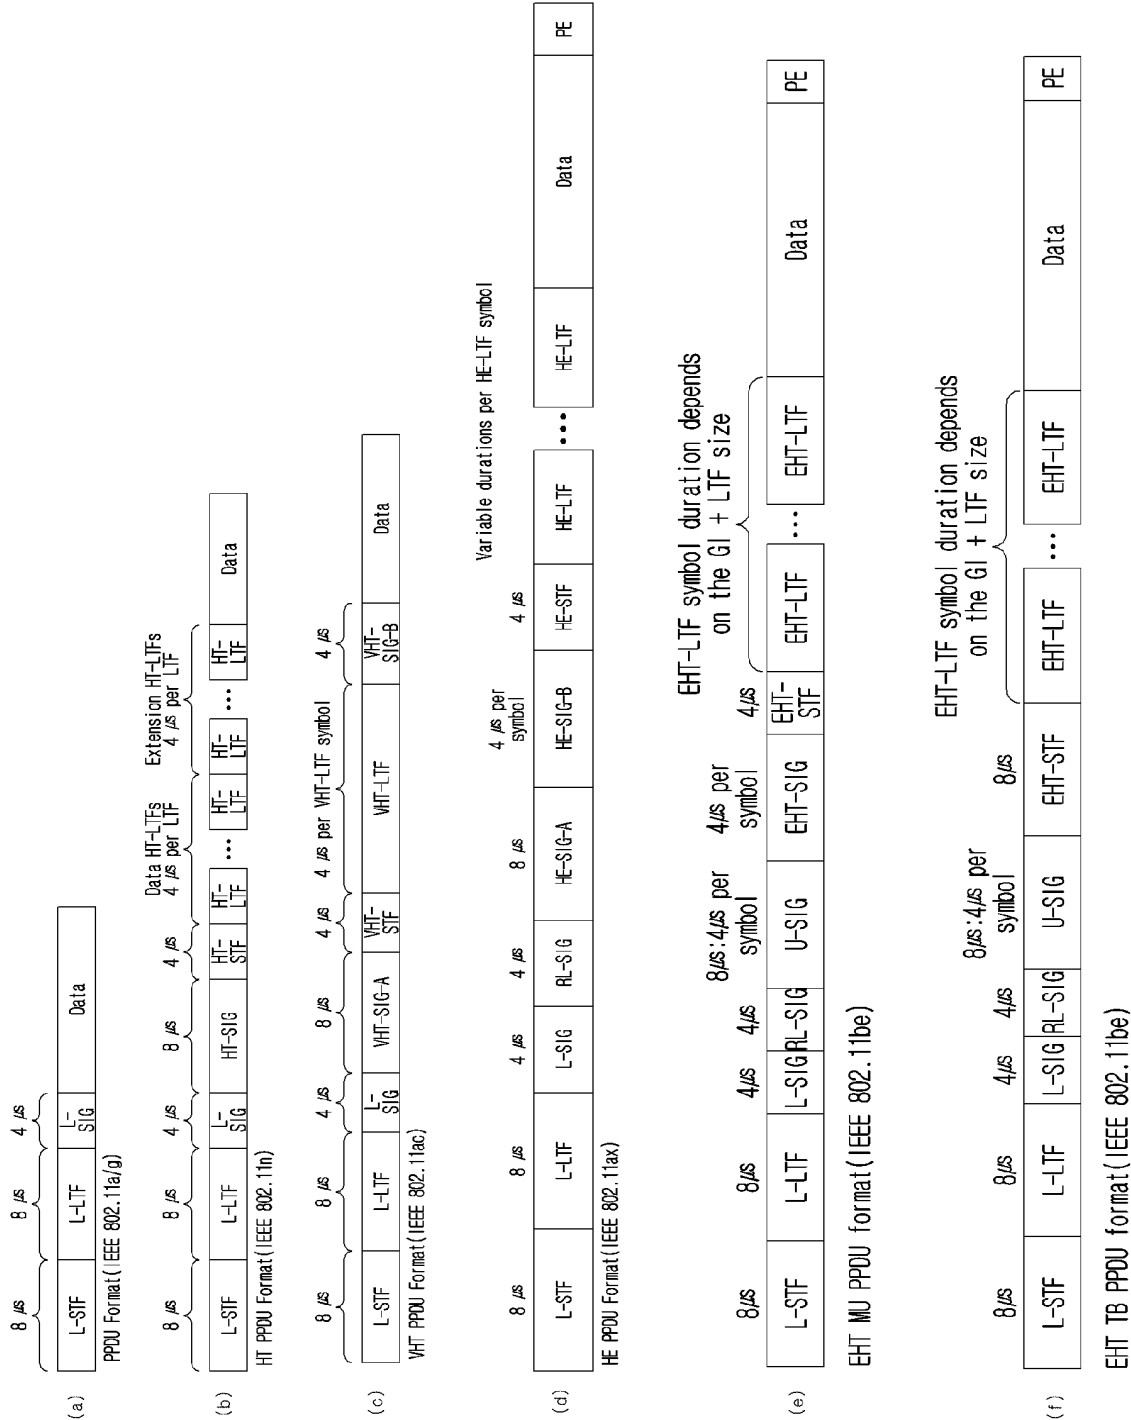 (a)
8 μs
8 μs
4 μs
L-STF
L-LTF
L-
SIG
Data
PPDU Format(IEEE 802.11a/g)
(b)
8 μs
8 μs
4 μs
8 μs
4 μs
Data HT-LTFs
4 μs per LTF
Extension HT-LTFs
4 μs per LTF
L-STF
L-LTF
L-
SIG
HT-SIG
HT-
STF
HT-
LTF
...
HT-
LTF
HT-
LTF
...
HT-
LTF
Data
HT PPDU Format(IEEE 802.11n)
(c)
8 μs
8 μs
4 μs
8 μs
4 μs
4 μs per VHT-LTF symbol
4 μs
L-STF
L-LTF
L-
SIG
VHT-SIG-A
VHT-
STF
VHT-LTF
VHT-
SIG-B
Data
VHT PPDU Format(IEEE 802.11ac)
(d)
Variable durations per HE-LTF symbol
8 μs
8 μs
4 μs
4 μs
8 μs
4 μs per
symbol
4 μs
L-STF
L-LTF
L-SIG
RL-SIG
HE-SIG-A
HE-SIG-B
HE-STF
HE-LTF
...
HE-LTF
Data
PE
HE PPDU Format(IEEE 802.11ax)
(e)
EHT-LTF symbol duration depends
on the GI + LTF size
8μs
8μs
4μs
4μs
8μs:4μs per
symbol
4μs per
symbol
4μs
L-STF
L-LTF
L-SIG
RL-SIG
U-SIG
EHT-SIG
EHT-
STF
EHT-LTF
...
EHT-LTF
Data
PE
EHT MU PPDU format(IEEE 802.11be)
(f)
EHT-LTF symbol duration depends
on the GI + LTF size
8μs
8μs
4μs
4μs
8μs:4μs per
symbol
8μs
L-STF
L-LTF
L-SIG
RL-SIG
U-SIG
EHT-STF
EHT-LTF
...
EHT-LTF
Data
PE
EHT TB PPDU format(IEEE 802.11be)